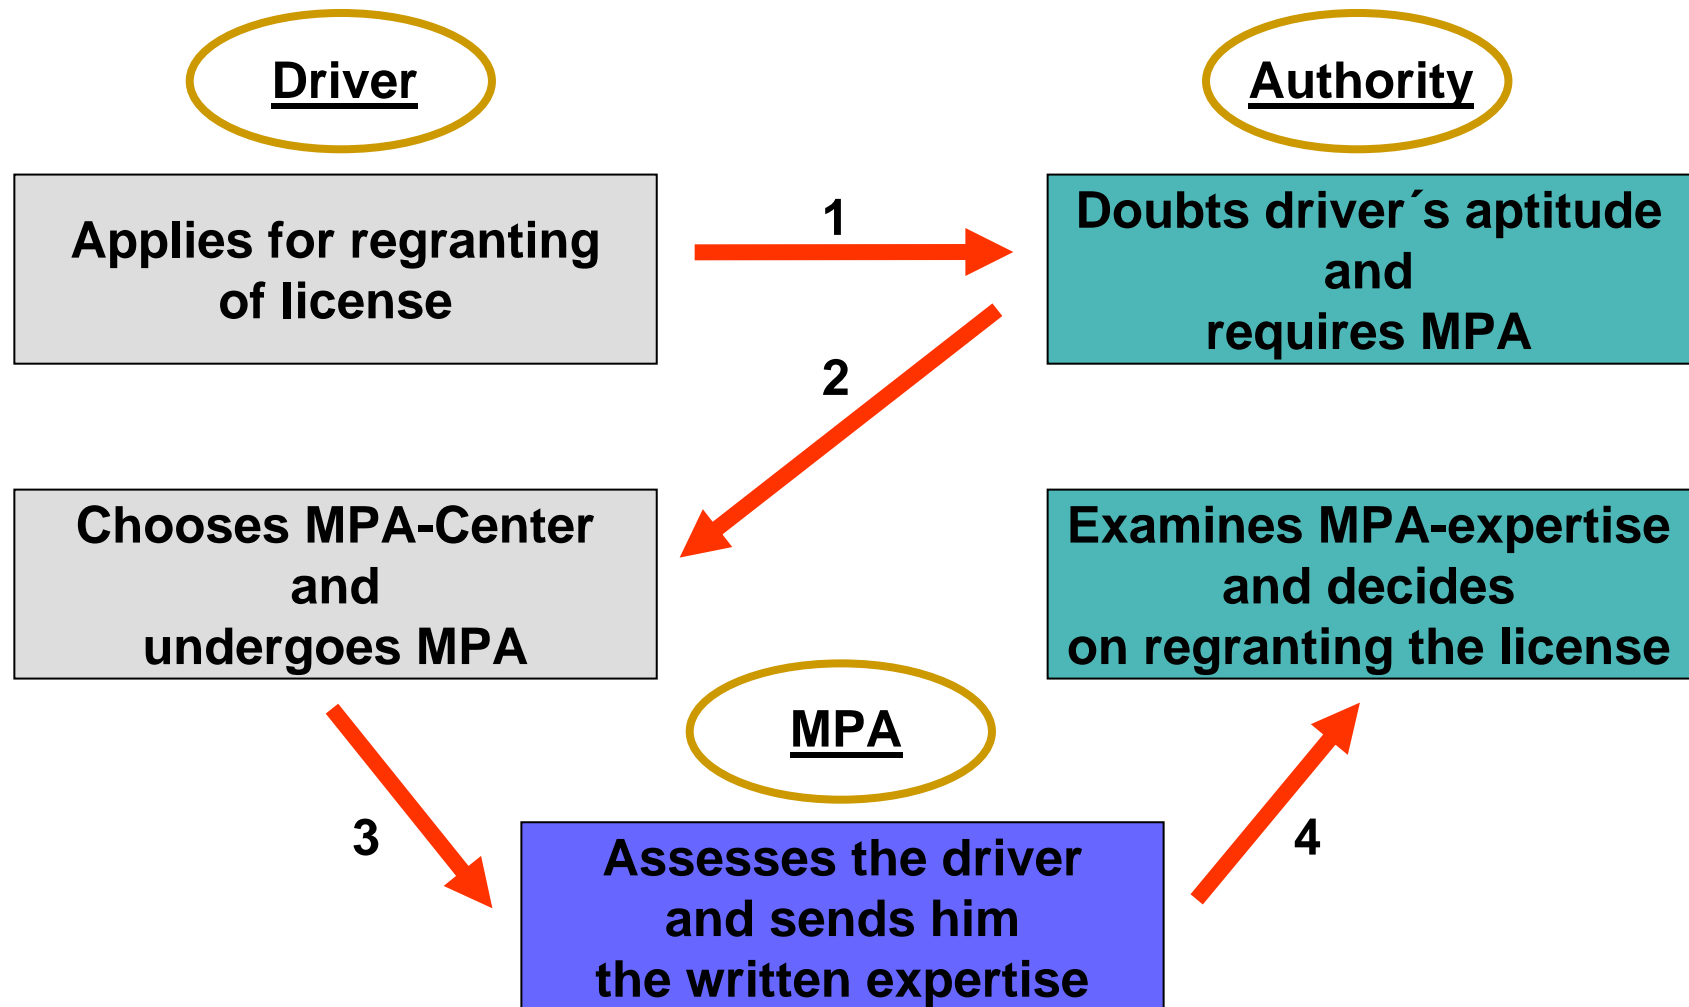 Driver
Authority
Applies for regranting
of license
1
Doubts driver´s aptitude
and
requires MPA
2
Chooses MPA-Center
and
undergoes MPA
Examines MPA-expertise
and decides
on regranting the license
MPA
3
4
Assesses the driver
and sends him
the written expertise